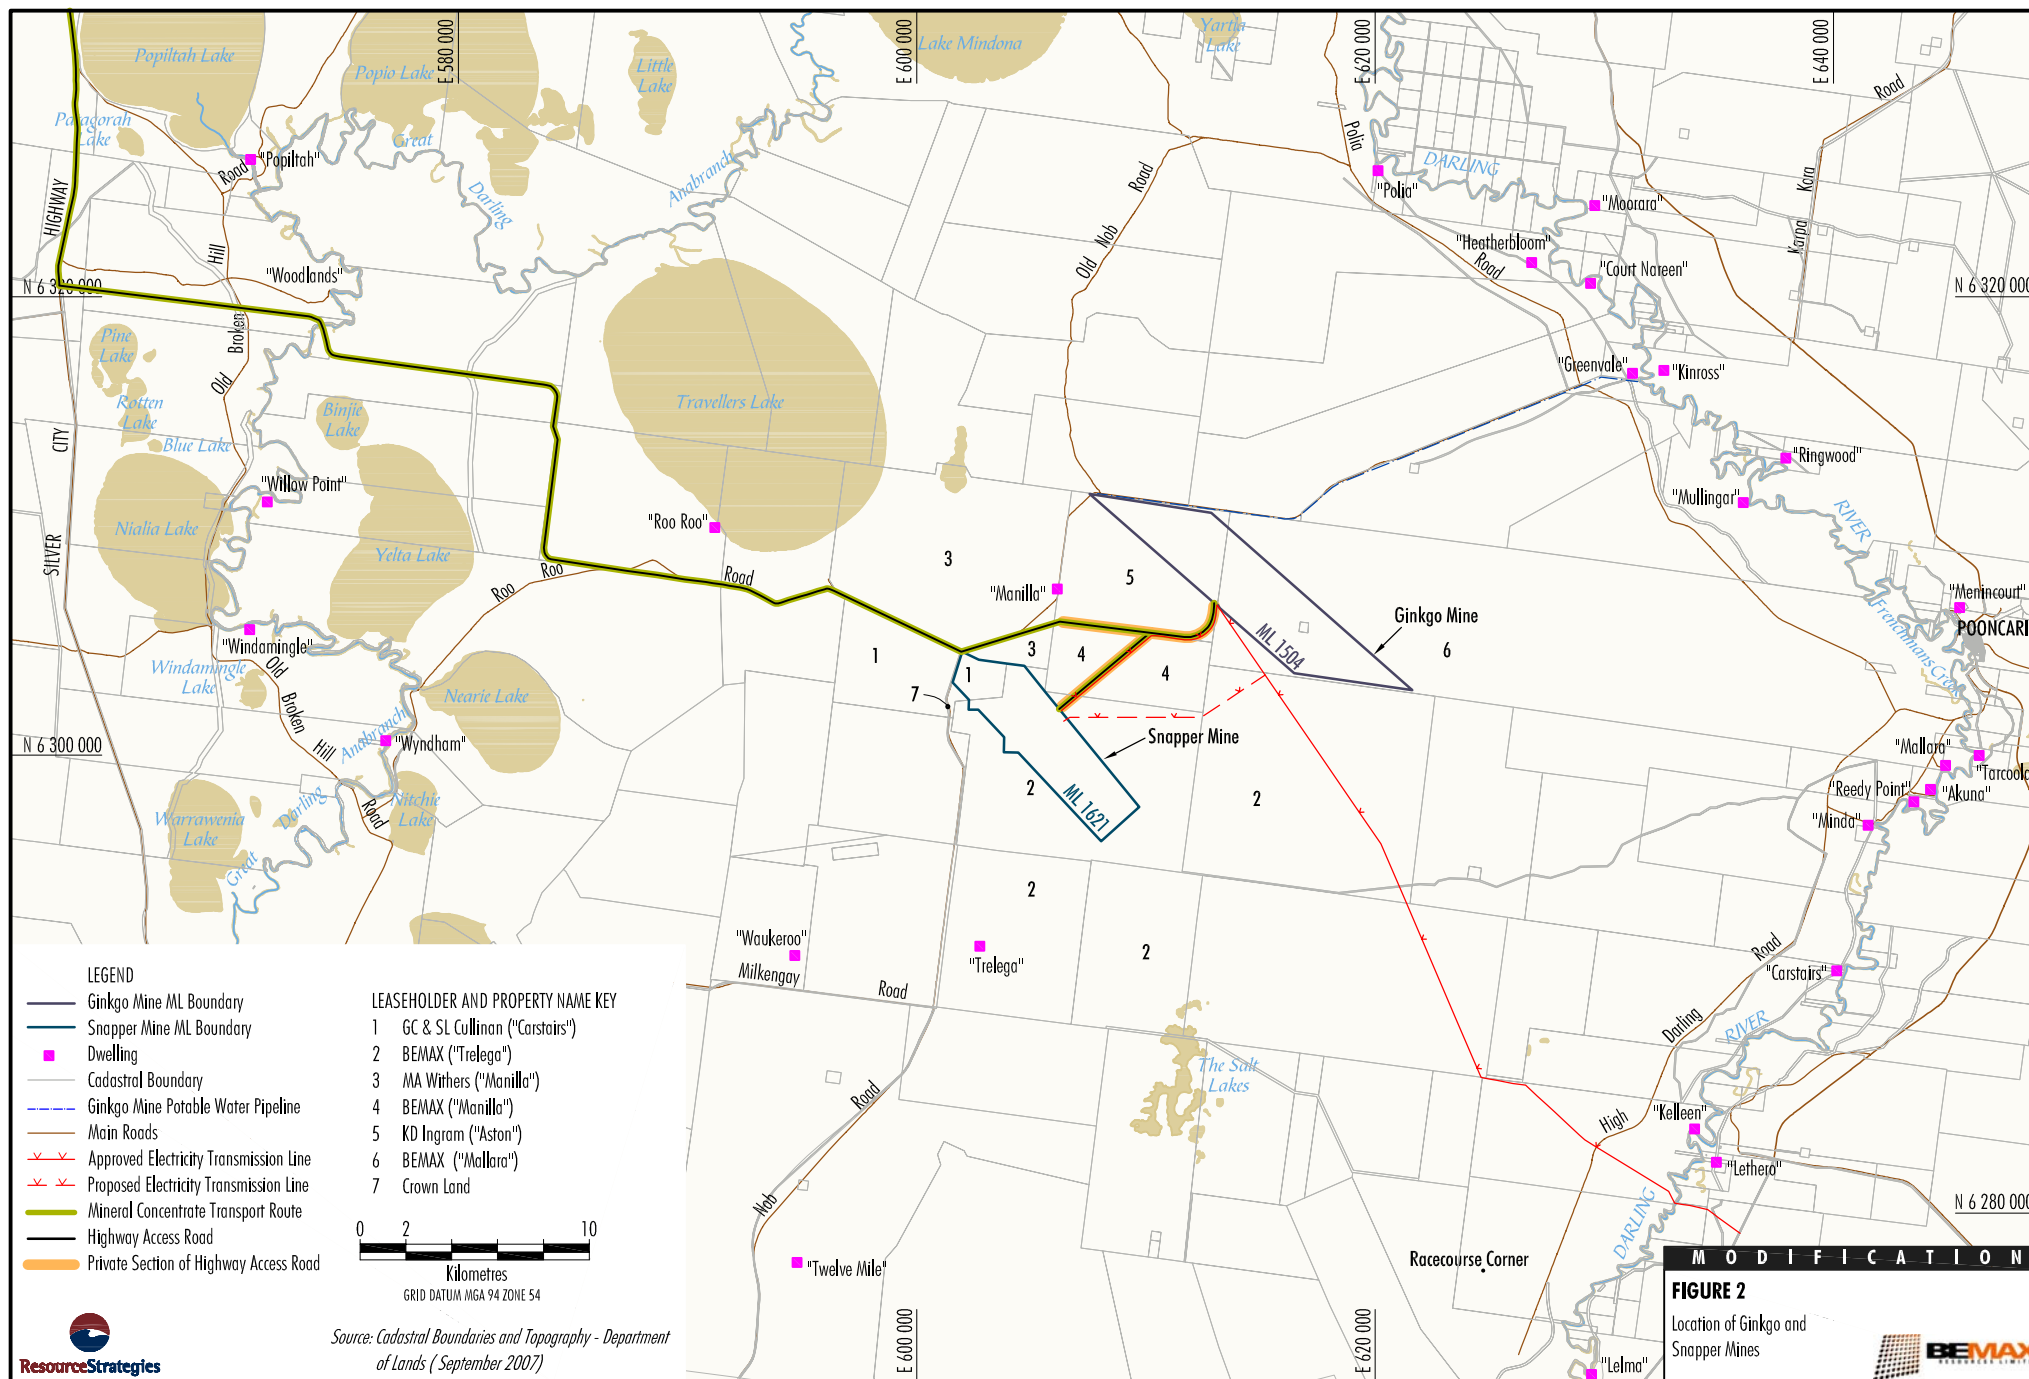 E 580 000
E 600 000
E 620 000
E 640 000
Popiltah Lake
Popio Lake
Little
Lake
Lake Mindona
Yartla
Lake
Road
Patagorah
Lake
Great
Darling
Anabranch
"Popiltah"
Road
Polia
"Polia"
DARLING
"Moorara"
Kora
Karpa
HIGHWAY
Hill
"Woodlands"
Road
Nob
Old
"Heatherbloom"
Road
"Court Nareen"
N 6 320 000
N 6 320 000
Broken
Pine
Lake
Old
Rotten
Lake
Binjie
Lake
Blue Lake
Travellers Lake
"Greenvale"
"Kinross"
CITY
SILVER
"Willow Point"
Nialia Lake
Yelta Lake
"Roo Roo"
"Ringwood"
"Mullingar"
RIVER
Roo
Roo
Road
3
5
"Manilla"
"Menincourt"
POONCARI
Frenchmans Creek
Ginkgo Mine
ML 1504
6
"Windamingle"
Windamingle
Lake
Old
Broken
Hill
Road
Nearie Lake
Anabranch
"Wyndham"
1
3
4
4
1
7
Snapper Mine
ML 1621
2
2
N 6 300 000
Warrawenia
Lake
Darling
Great
Nitchie
Lake
"Mallara"
"Tarcoola
"Reedy Point"
"Akuna"
"Minda"
2
2
"Waukeroo"
Milkengay
Road
"Trelega"
Road
"Carstairs"
Darling
RIVER
The Salt
Lakes
Road
Nob
High
"Kelleen"
"Lethero"
N 6 280 000
DARLING
"Twelve Mile"
Racecourse Corner
"Lelma"
E 600 000
E 620 000
LEGEND
Ginkgo Mine ML Boundary
Snapper Mine ML Boundary
Dwelling
Cadastral Boundary
Ginkgo Mine Potable Water Pipeline
Main Roads
Approved Electricity Transmission Line
Proposed Electricity Transmission Line
Mineral Concentrate Transport Route
Highway Access Road
Private Section of Highway Access Road
LEASEHOLDER AND PROPERTY NAME KEY
1 GC & SL Cullinan ("Carstairs")
2 BEMAX ("Trelega")
3 MA Withers ("Manilla")
4 BEMAX ("Manilla")
5 KD Ingram ("Aston")
6 BEMAX ("Mallara")
7 Crown Land
0 2 10
Kilometres
GRID DATUM MGA 94 ZONE 54
Source: Cadastral Boundaries and Topography - Department
of Lands ( September 2007)
ResourceStrategies
MODIFICATION
FIGURE 2
Location of Ginkgo and
Snapper Mines
BEMAX
RESOURCES LIMITE